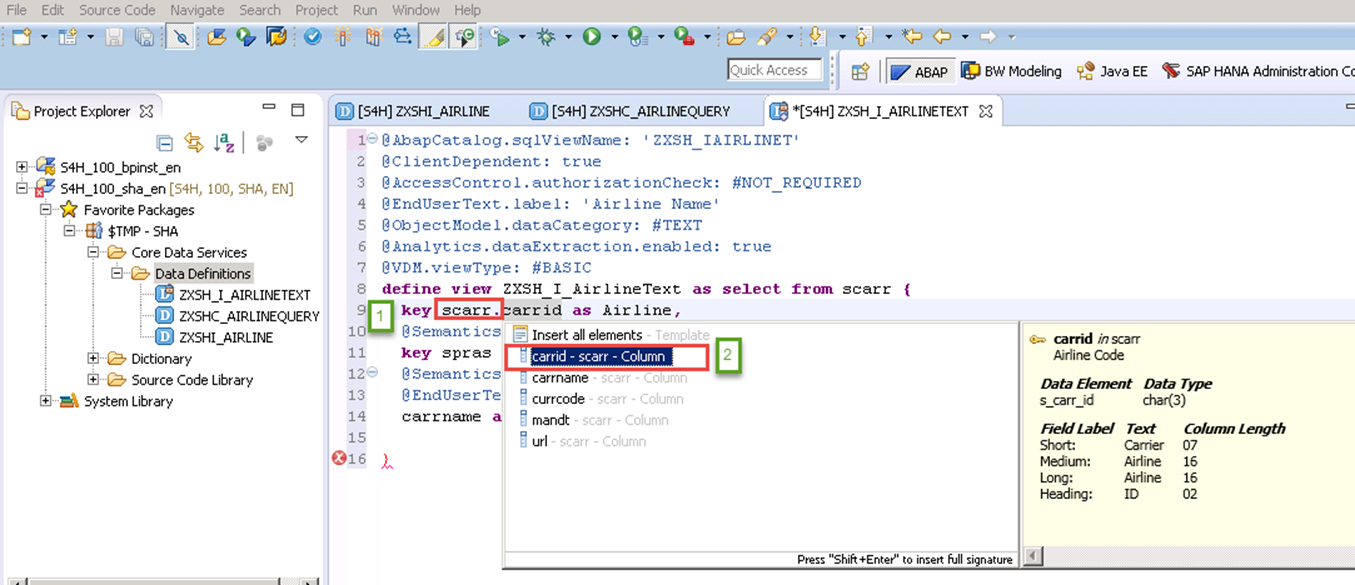 File Edit Source Code Navigate Search Project Run Window Help
Quick Access ABAP BW Modeling Java EE SAP HANA Administration Co
Project Explorer
[S4H] ZXSHI_AIRLINE [S4H] ZXSHC_AIRLINEQUERY *[S4H] ZXSH_I_AIRLINETEXT
S4H_100_bpinst_en
S4H_100_sha_en [S4H, 100, SHA, EN]
Favorite Packages
$TMP - SHA
Core Data Services
Data Definitions
ZXSH_I_AIRLINETEXT
ZXSHC_AIRLINEQUERY
ZXSHI_AIRLINE
Dictionary
Source Code Library
System Library
1 @AbapCatalog.sqlViewName: 'ZXSH_IAIRLINET'
2 @ClientDependent: true
3 @AccessControl.authorizationCheck: #NOT_REQUIRED
4 @EndUserText.label: 'Airline Name'
5 @ObjectModel.dataCategory: #TEXT
6 @Analytics.dataExtraction.enabled: true
7 @VDM.viewType: #BASIC
8 define view ZXSH_I_AirlineText as select from scarr {
9 key scarr.carrid as Airline,
10 @Semantics
11 key spras
12 @Semantics
13 @EndUserTe
14 carrname a
15
16 }
1
Insert all elements - Template
carrid - scarr - Column
2
carrname - scarr - Column
currcode - scarr - Column
mandt - scarr - Column
url - scarr - Column
Press "Shift+Enter" to insert full signature
carrid in scarr
Airline Code
Data Element Data Type
s_carr_id char(3)
Field Label Text Column Length
Short: Carrier 07
Medium: Airline 16
Long: Airline 16
Heading: ID 02